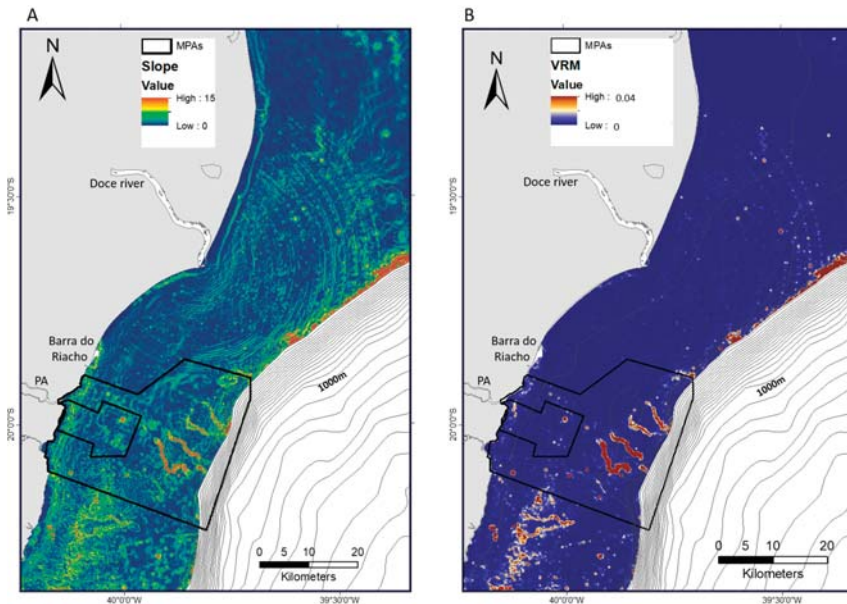 A
N
MPAs
Slope
Value
High : 15
Low : 0
Doce river
Barra do
Riacho
PA
1000m
0 10 20
Kilometers
19°30'0"S
20°0'0"S
40°0'0"W
39°30'0"W
B
N
MPAs
VRM
Value
High : 0.04
Low : 0
Doce river
Barra do
Riacho
PA
1000m
0 10 20
Kilometers
19°30'0"S
20°0'0"S
40°0'0"W
39°30'0"W